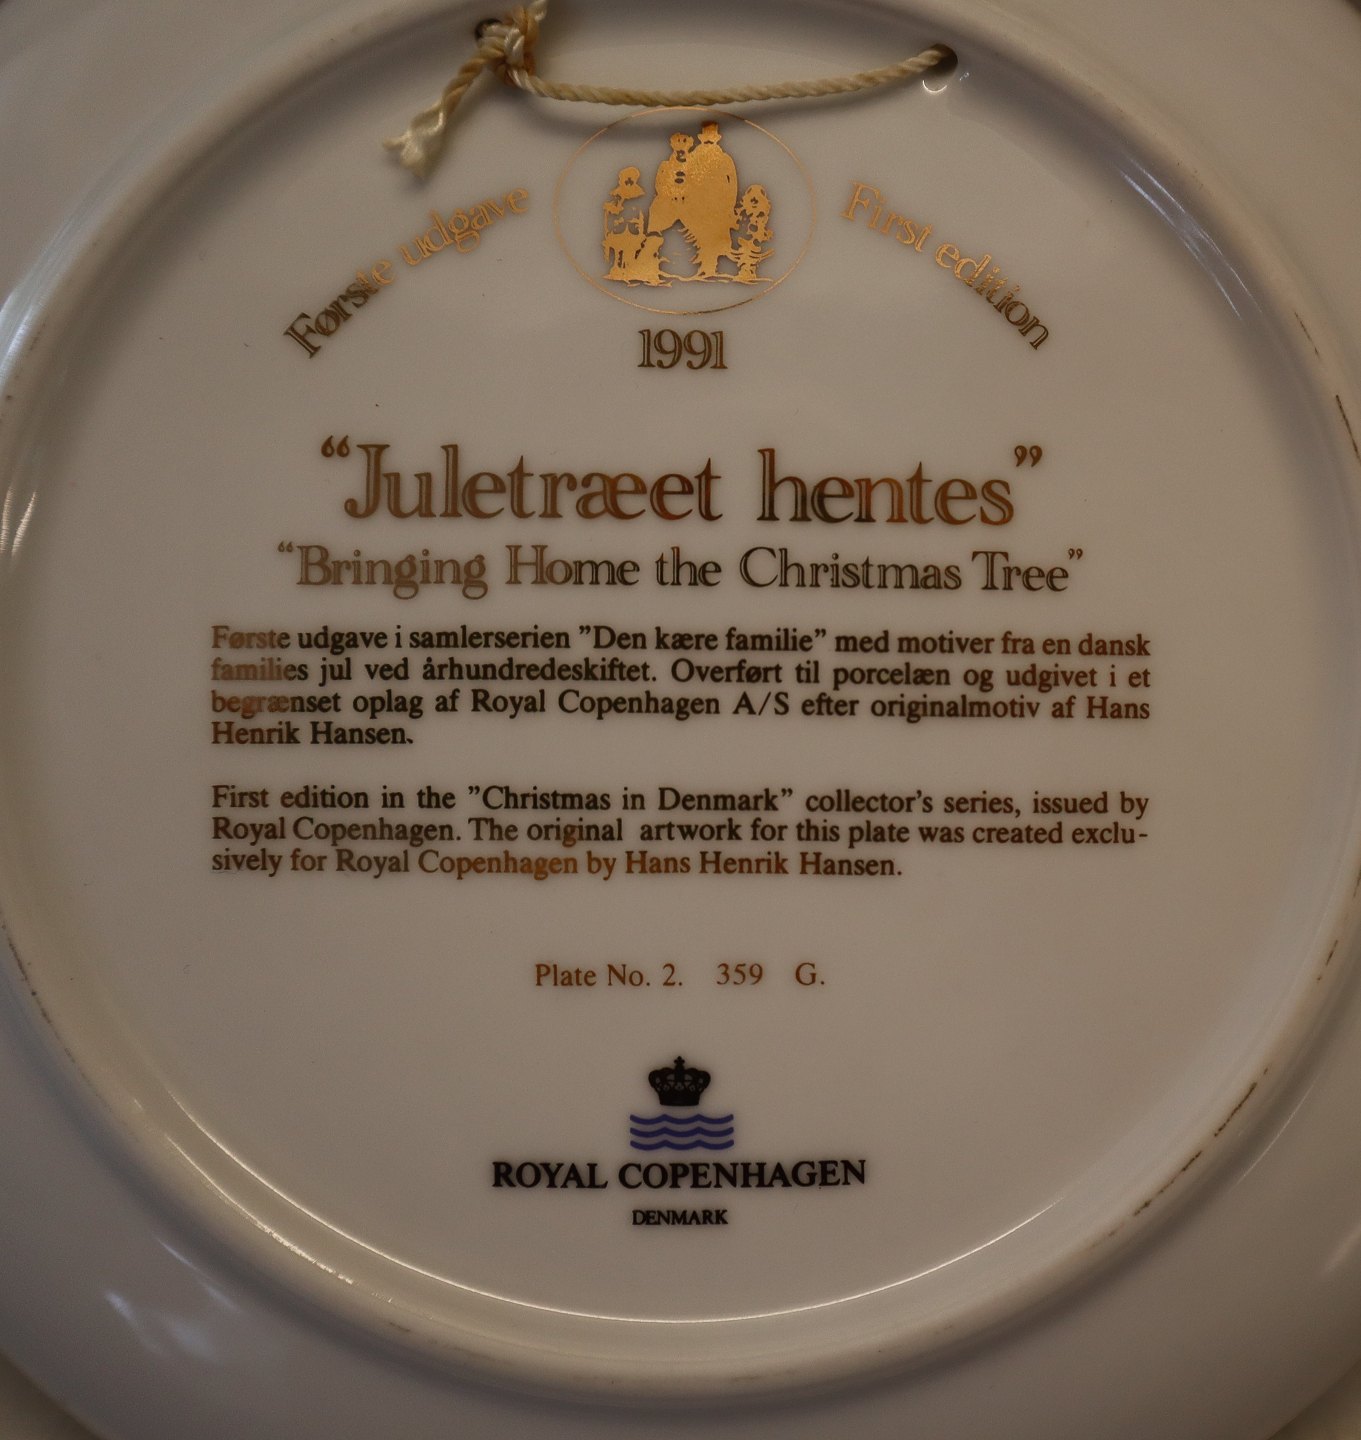 Første udgave
First edition
1991
“Juletræet hentes”
“Bringing Home the Christmas Tree”
Første udgave i samlerserien ”Den kære familie” med motiver fra en dansk
families jul ved århundredeskiftet. Overført til porcelæn og udgivet i et
begrænset oplag af Royal Copenhagen A/S efter originalmotiv af Hans
Henrik Hansen.
First edition in the ”Christmas in Denmark” collector’s series, issued by
Royal Copenhagen. The original artwork for this plate was created exclu-
sively for Royal Copenhagen by Hans Henrik Hansen.
Plate No. 2. 359 G.
ROYAL COPENHAGEN
DENMARK